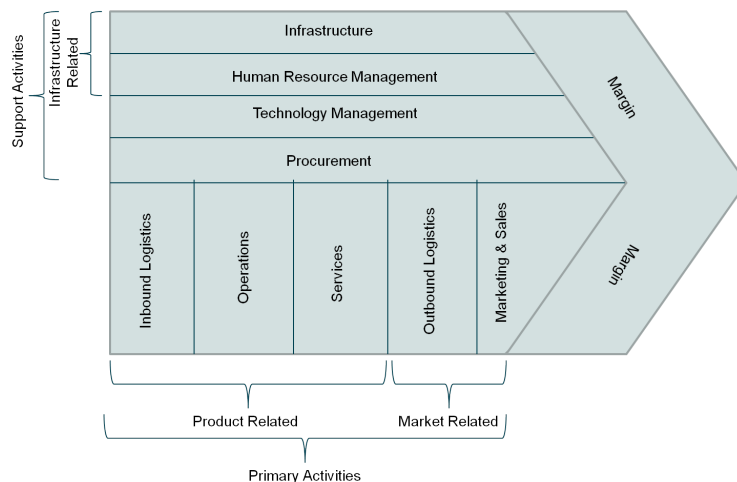 Support Activities
Infrastructure
Related
Infrastructure
Human Resource Management
Technology Management
Procurement
Margin
Margin
Inbound Logistics
Operations
Services
Outbound Logistics
Marketing & Sales
Product Related
Market Related
Primary Activities